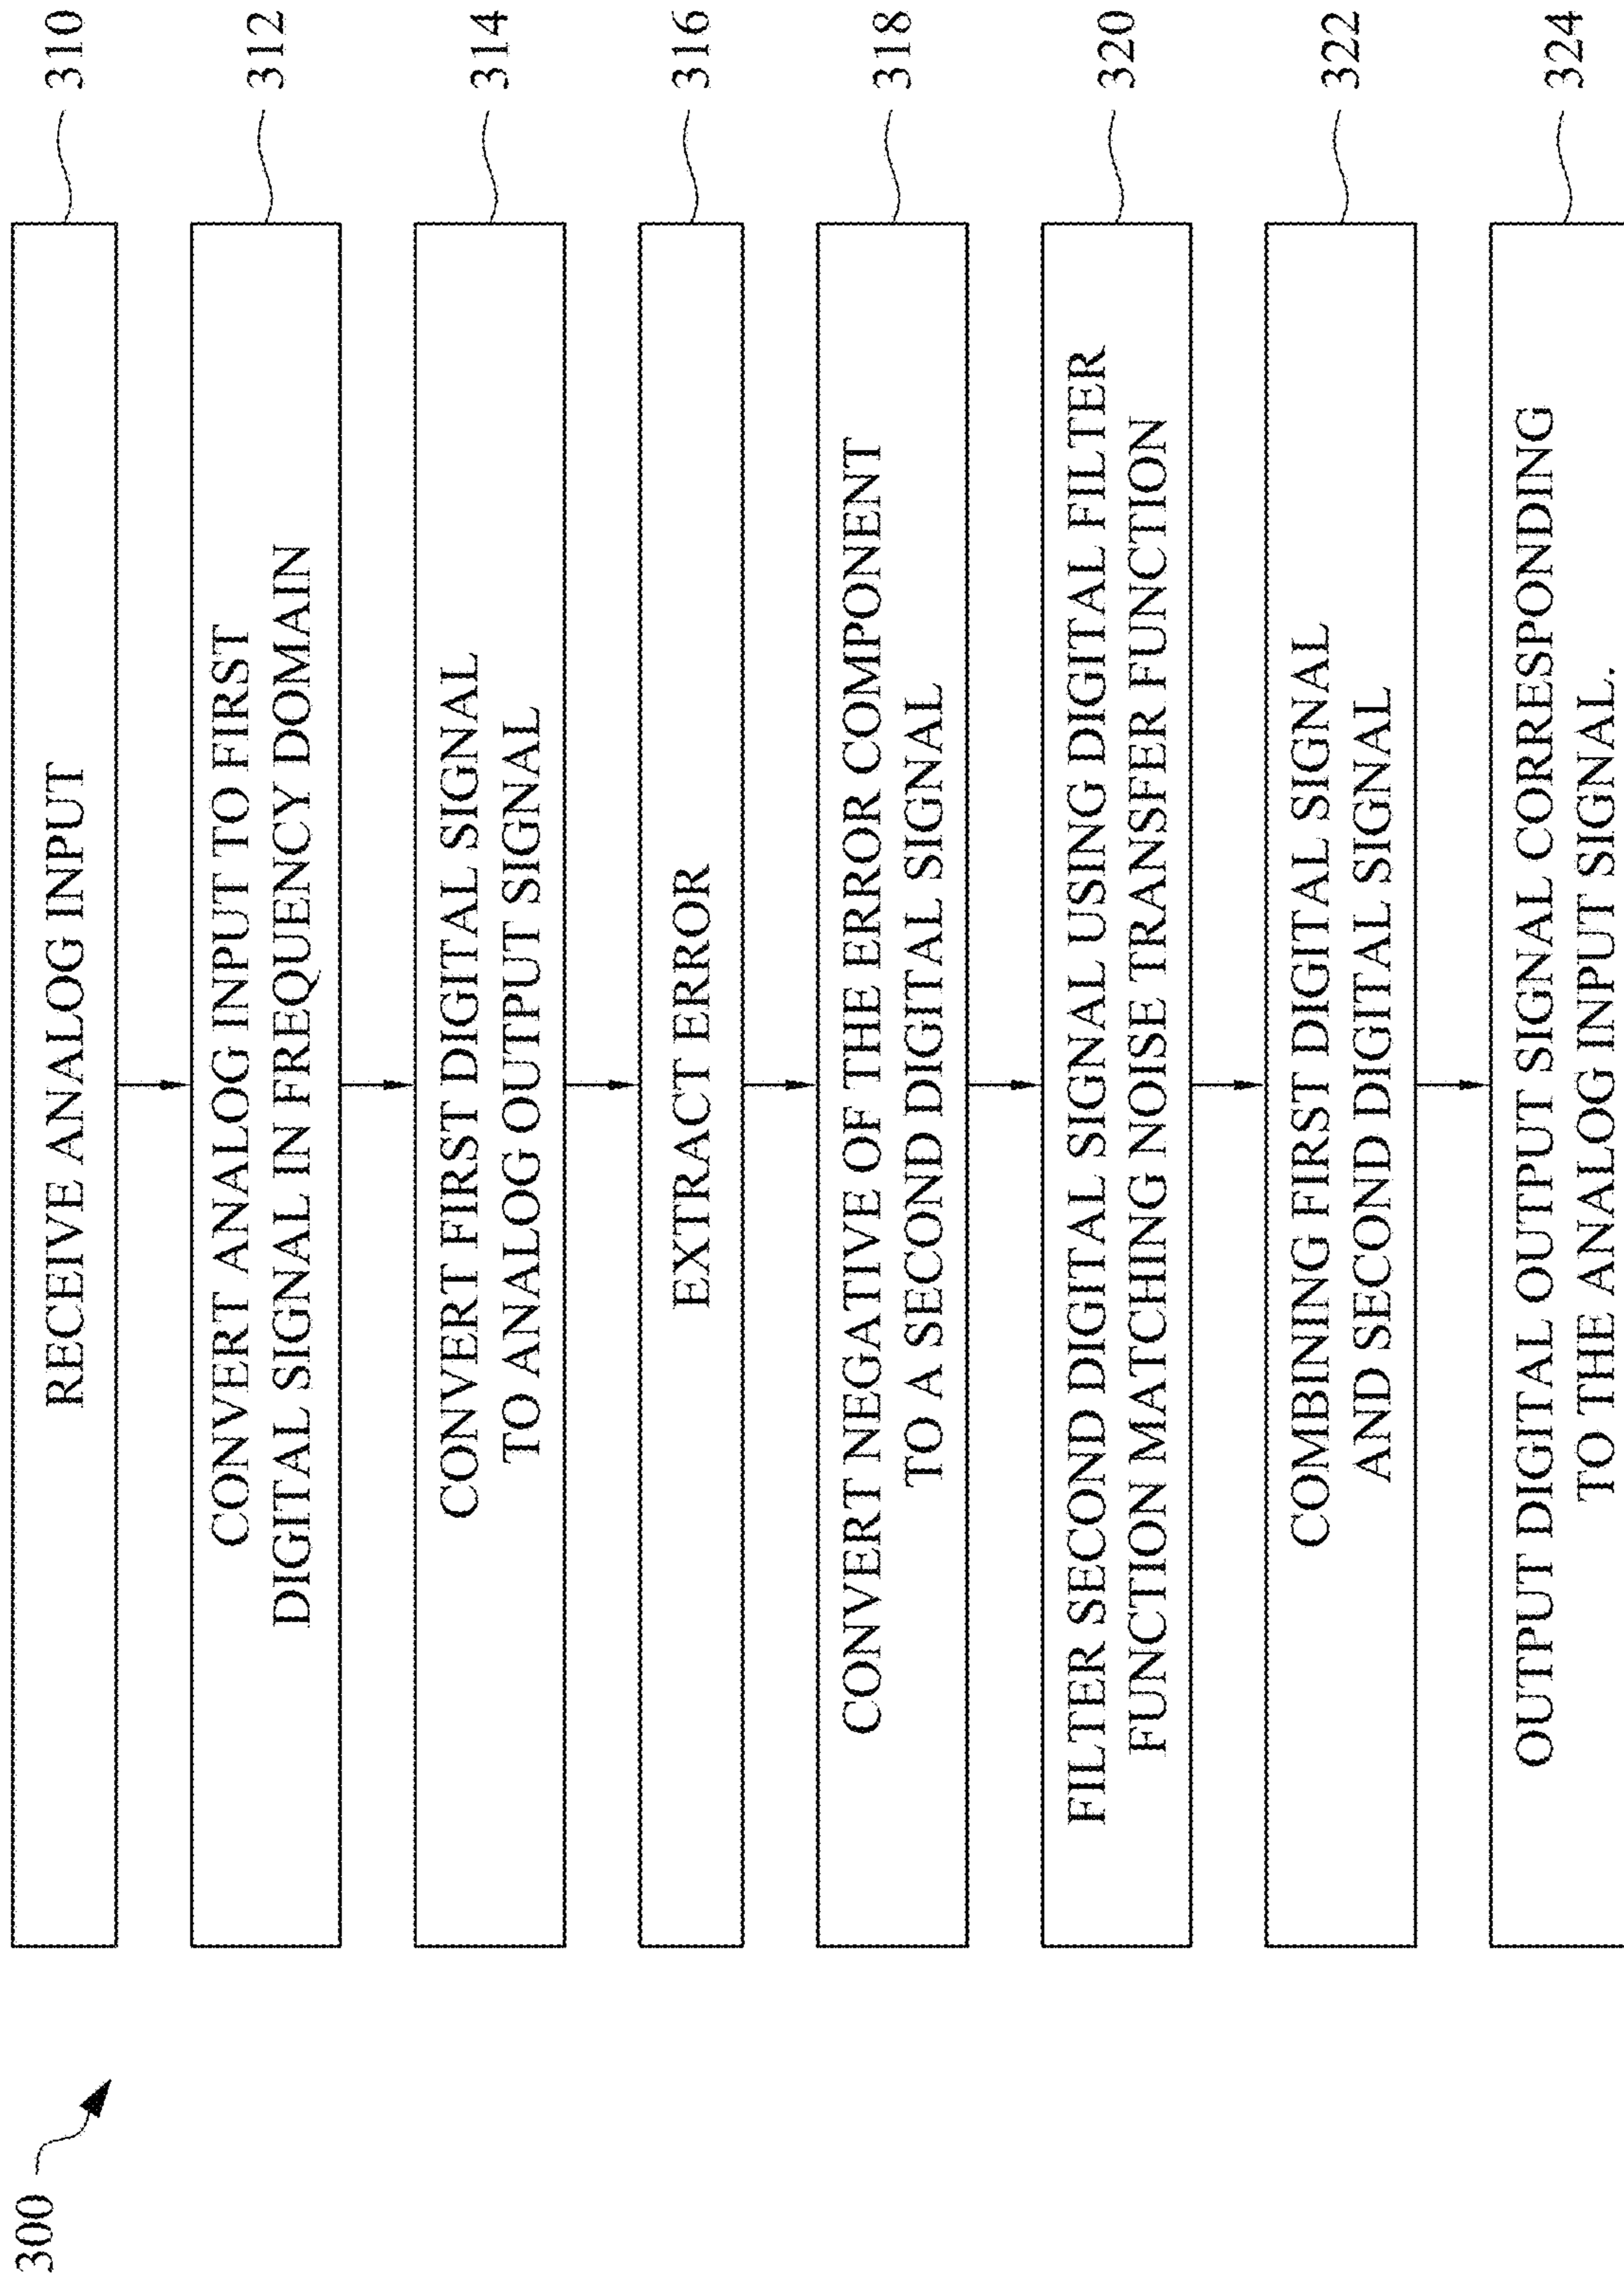 300
RECEIVE ANALOG INPUT
310
CONVERT ANALOG INPUT TO FIRST
DIGITAL SIGNAL IN FREQUENCY DOMAIN
312
CONVERT FIRST DIGITAL SIGNAL
TO ANALOG OUTPUT SIGNAL
314
EXTRACT ERROR
316
CONVERT NEGATIVE OF THE ERROR COMPONENT
TO A SECOND DIGITAL SIGNAL
318
FILTER SECOND DIGITAL SIGNAL USING DIGITAL FILTER
FUNCTION MATCHING NOISE TRANSFER FUNCTION
320
COMBINING FIRST DIGITAL SIGNAL
AND SECOND DIGITAL SIGNAL
322
OUTPUT DIGITAL OUTPUT SIGNAL CORRESPONDING
TO THE ANALOG INPUT SIGNAL.
324